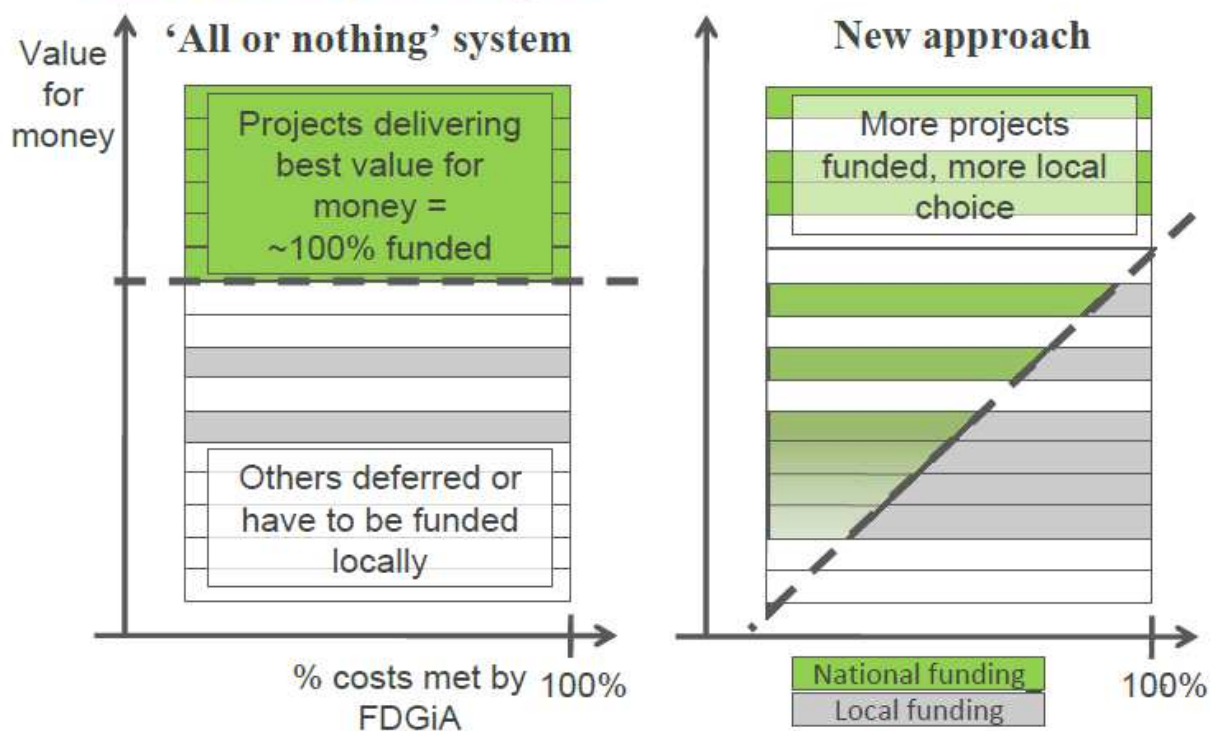 Value
for
money
‘All or nothing’ system
Projects delivering
best value for
money =
~100% funded
Others deferred or
have to be funded
locally
% costs met by
FDGiA
100%
New approach
More projects
funded, more local
choice
National funding
Local funding
100%